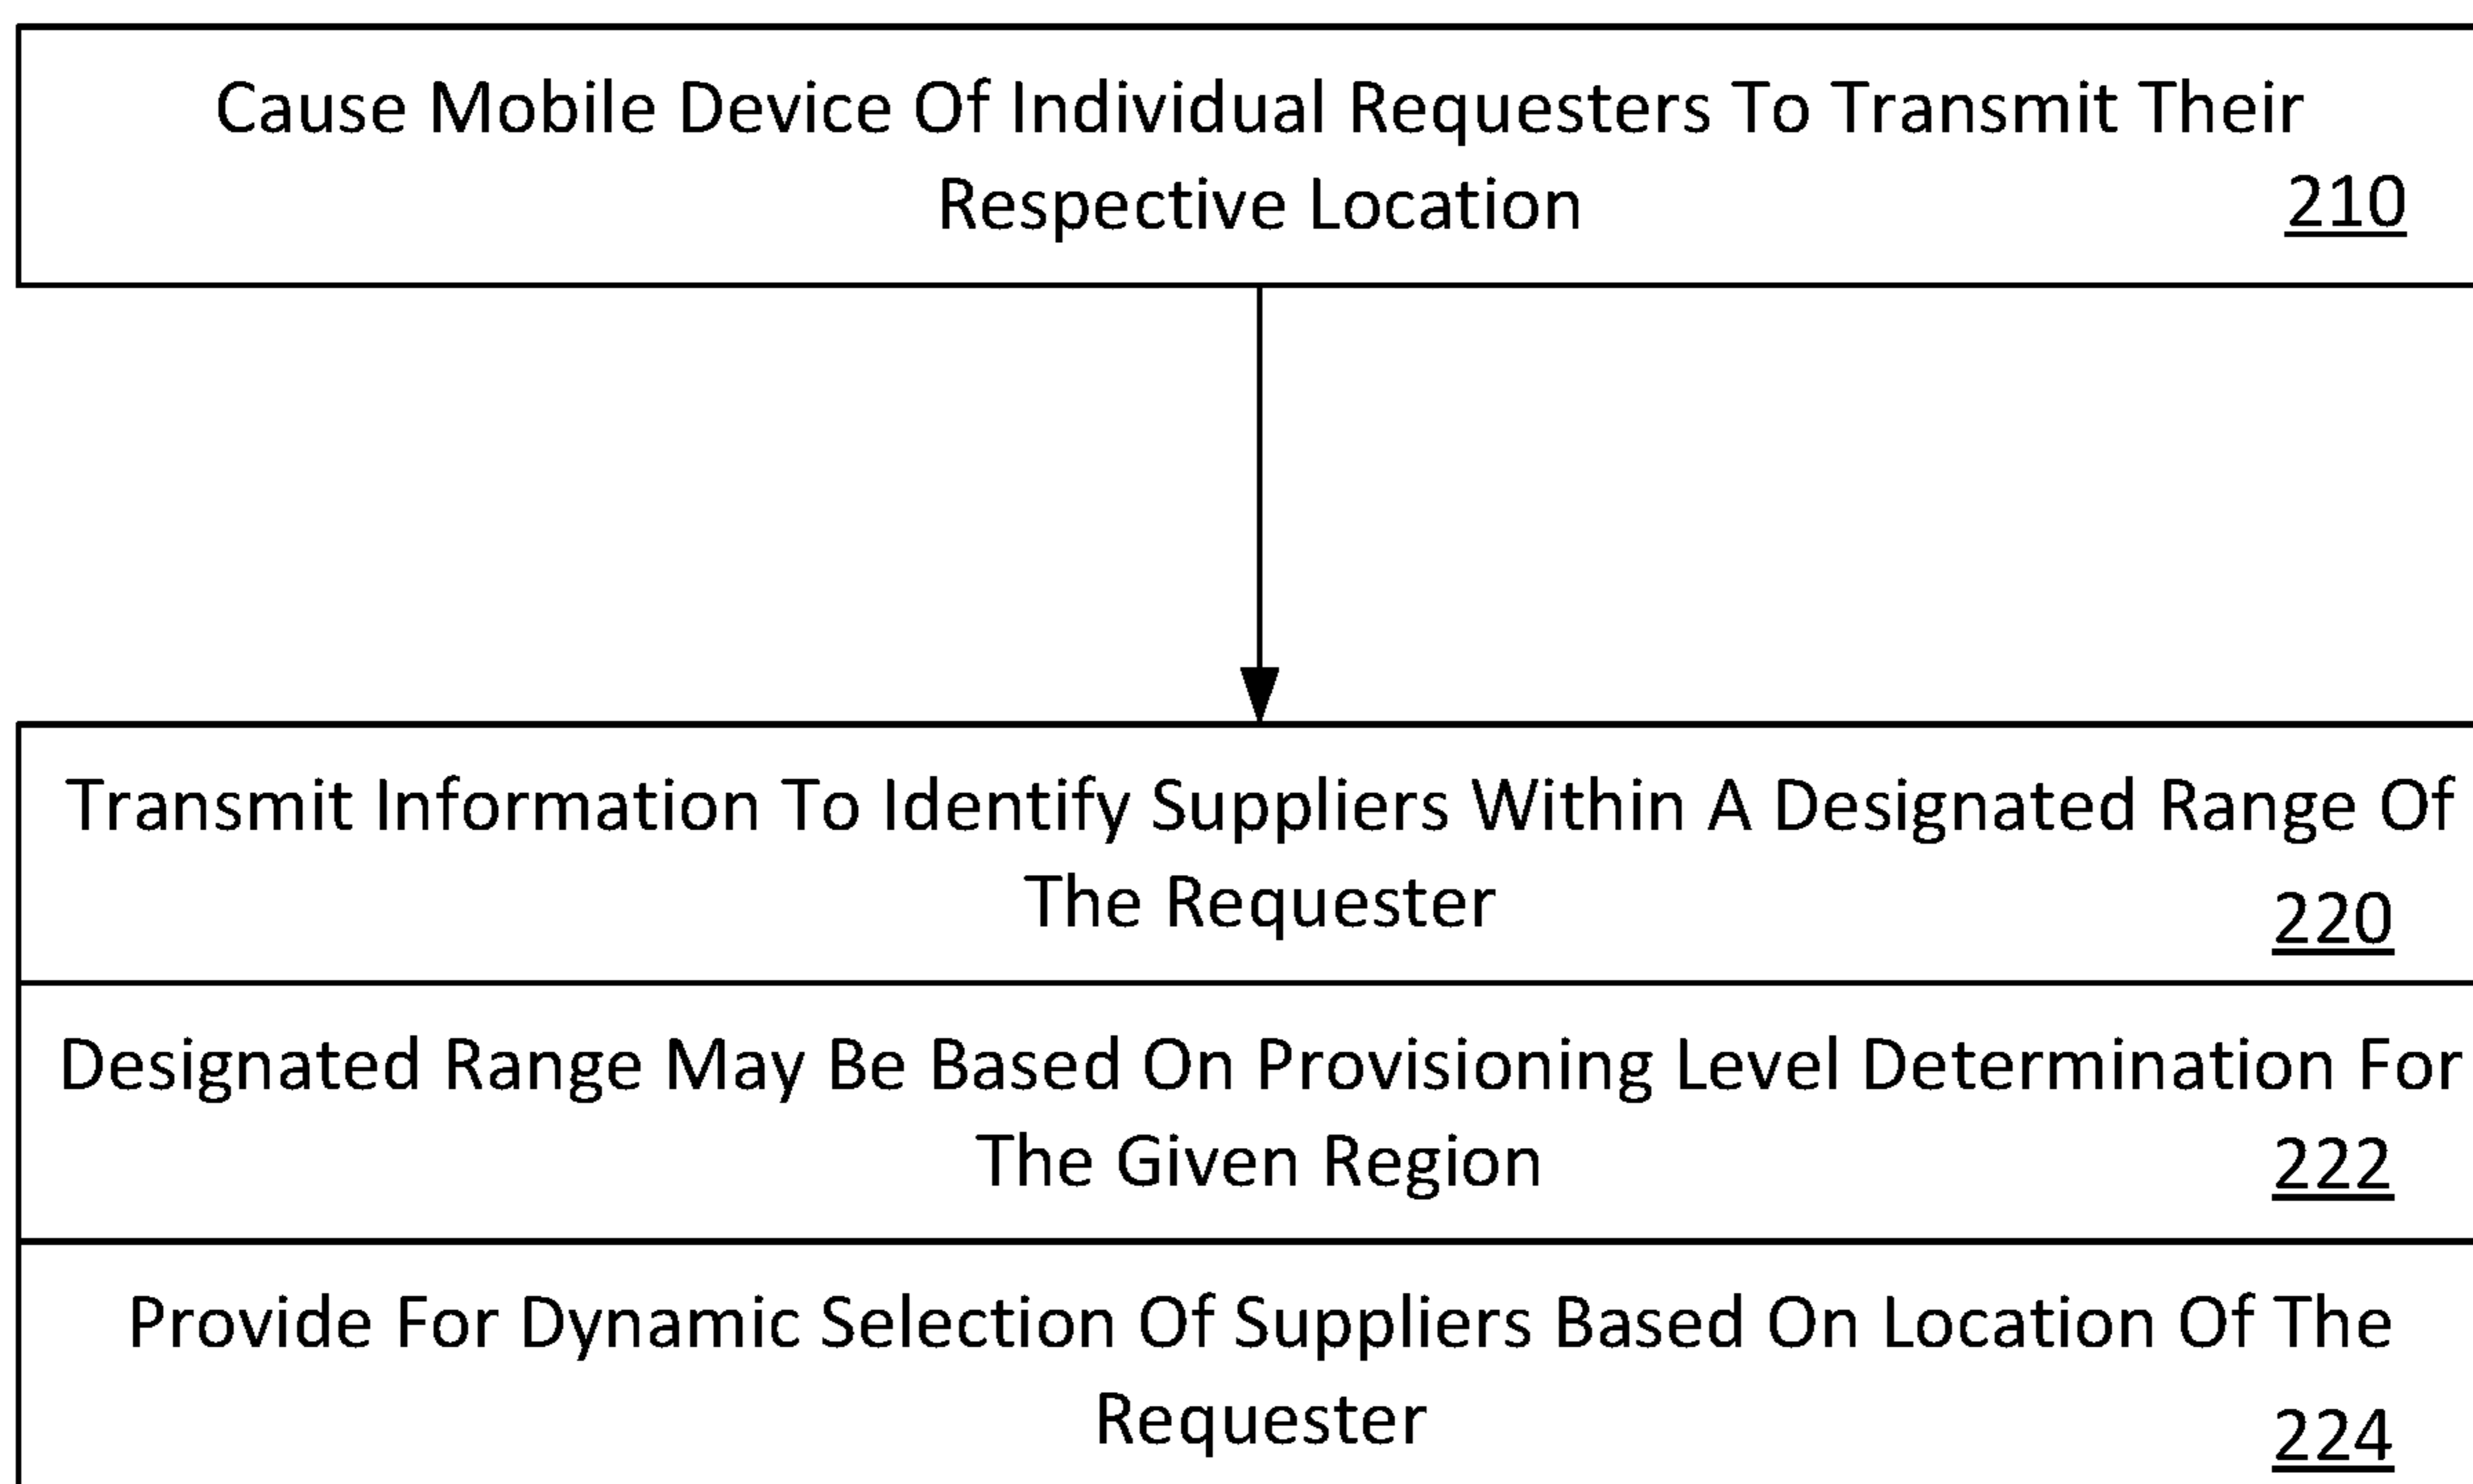 Cause Mobile Device Of Individual Requesters To Transmit Their
Respective Location
210
Transmit Information To Identify Suppliers Within A Designated Range Of
The Requester
220
Designated Range May Be Based On Provisioning Level Determination For
The Given Region
222
Provide For Dynamic Selection Of Suppliers Based On Location Of The
Requester
224